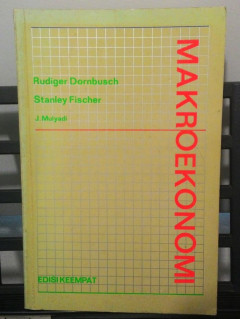 Rudiger Dornbusch
Stanley Fischer
J. Mulyadi
MAKROEKONOMI
EDISI KEEMPAT